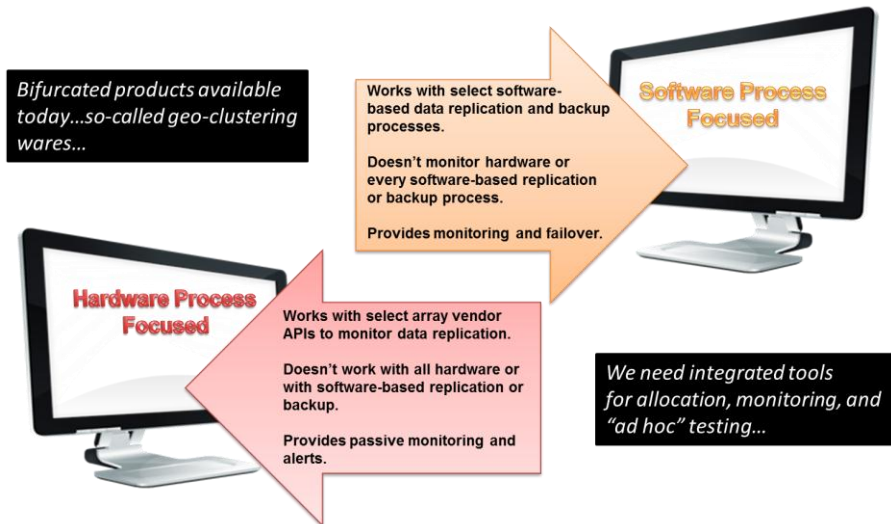 Bifurcated products available
today...so-called geo-clustering
wares...
Works with select software-
based data replication and backup
processes.
Doesn't monitor hardware or
every software-based replication
or backup process.
Provides monitoring and failover.
Software Process
Focused
Hardware Process
Focused
Works with select array vendor
APIs to monitor data replication.
Doesn't work with all hardware or
with software-based replication or
backup.
Provides passive monitoring and
alerts.
We need integrated tools
for allocation, monitoring, and
“ad hoc” testing...